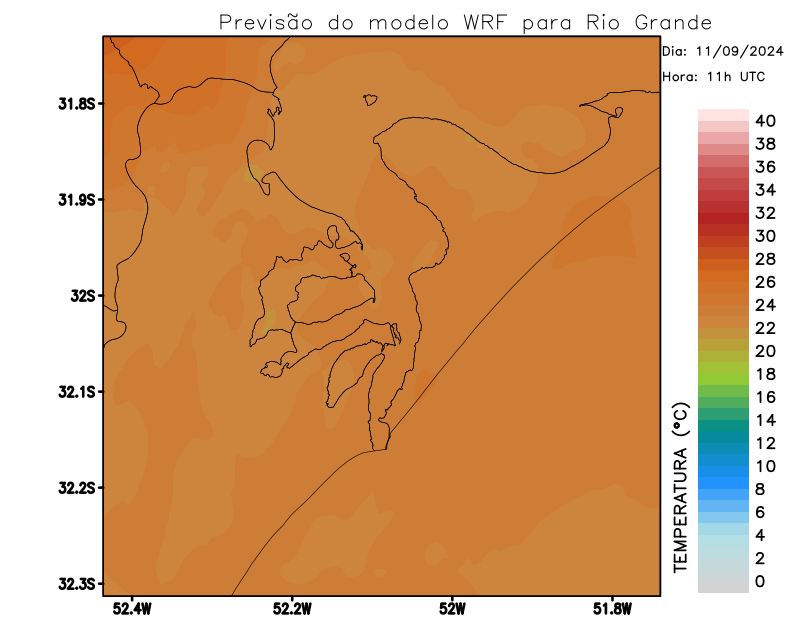 Previsão do modelo WRF para Rio Grande
Dia: 11/09/2024
Hora: 11h UTC
31.8S
31.9S
32S
32.1S
32.2S
32.3S
52.4W
52.2W
52W
51.8W
TEMPERATURA (°C)
40
38
36
34
32
30
28
26
24
22
20
18
16
14
12
10
8
6
4
2
0